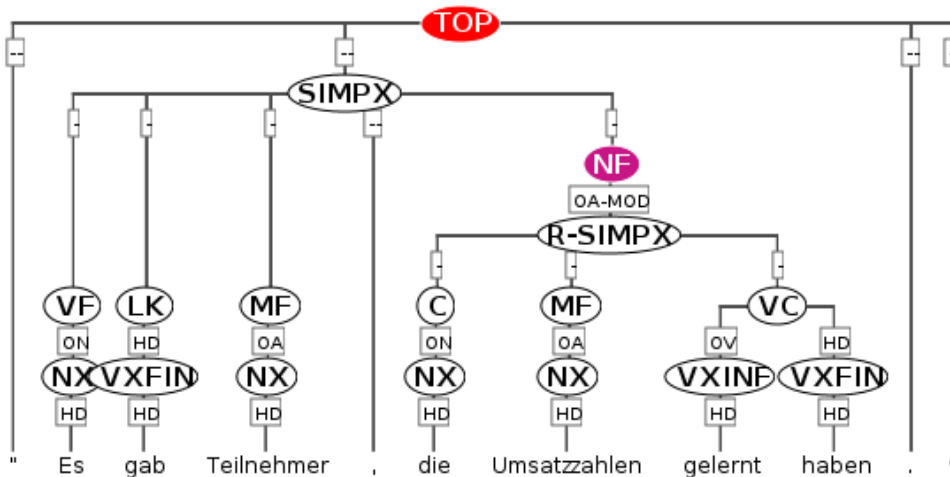 TOP
-- -- -- 
SIMPX
- - - -- -
NF
OA-MOD
R-SIMPX
- - -
VF LK MF C MF VC
ON HD OA ON OA OV HD
NX VXFIN NX NX NX VXINF VXFIN
HD HD HD HD HD HD HD
" Es gab Teilnehmer , die Umsatzzahlen gelernt haben .